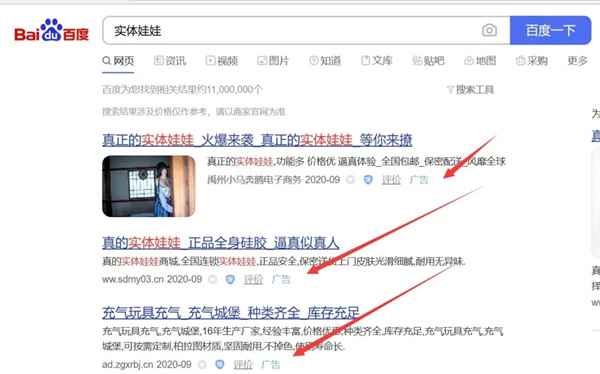 Bai du 百度
实体娃娃
百度一下
网页 资讯 视频 图片 知道 文库 贴吧 地图 采购 更多
百度为您找到相关结果约11,000,000个
搜索工具
搜索结果涉及价格仅作参考，请以商家官网为准
为
真正的实体娃娃_火爆来袭_真正的实体娃娃_等你来撩
真正的实体娃娃,功能多 价格优 逼真体验_全国包邮_保密配送_风靡全球
禹州小马奔腾电子商务 2020-09 评价 广告
真的实体娃娃_正品全身硅胶_逼真似真人
真的实体娃娃商城,全国连锁实体娃娃,正品安全,保密送货上门皮肤光滑细腻,耐用无异味.
ww.sdmy03.cn 2020-09 评价 广告
真
挥
充气玩具充气_充气城堡_种类齐全_库存充足
充气玩具充气,充气城堡,16年生产厂家,经验丰富,价格优惠,种类齐全,库存充足,充气玩具充气,充气城堡,可按需定制,柏拉图材质,坚固耐用,不掉色,使用寿命长.
ad.zgxrbj.cn 2020-09 评价 广告